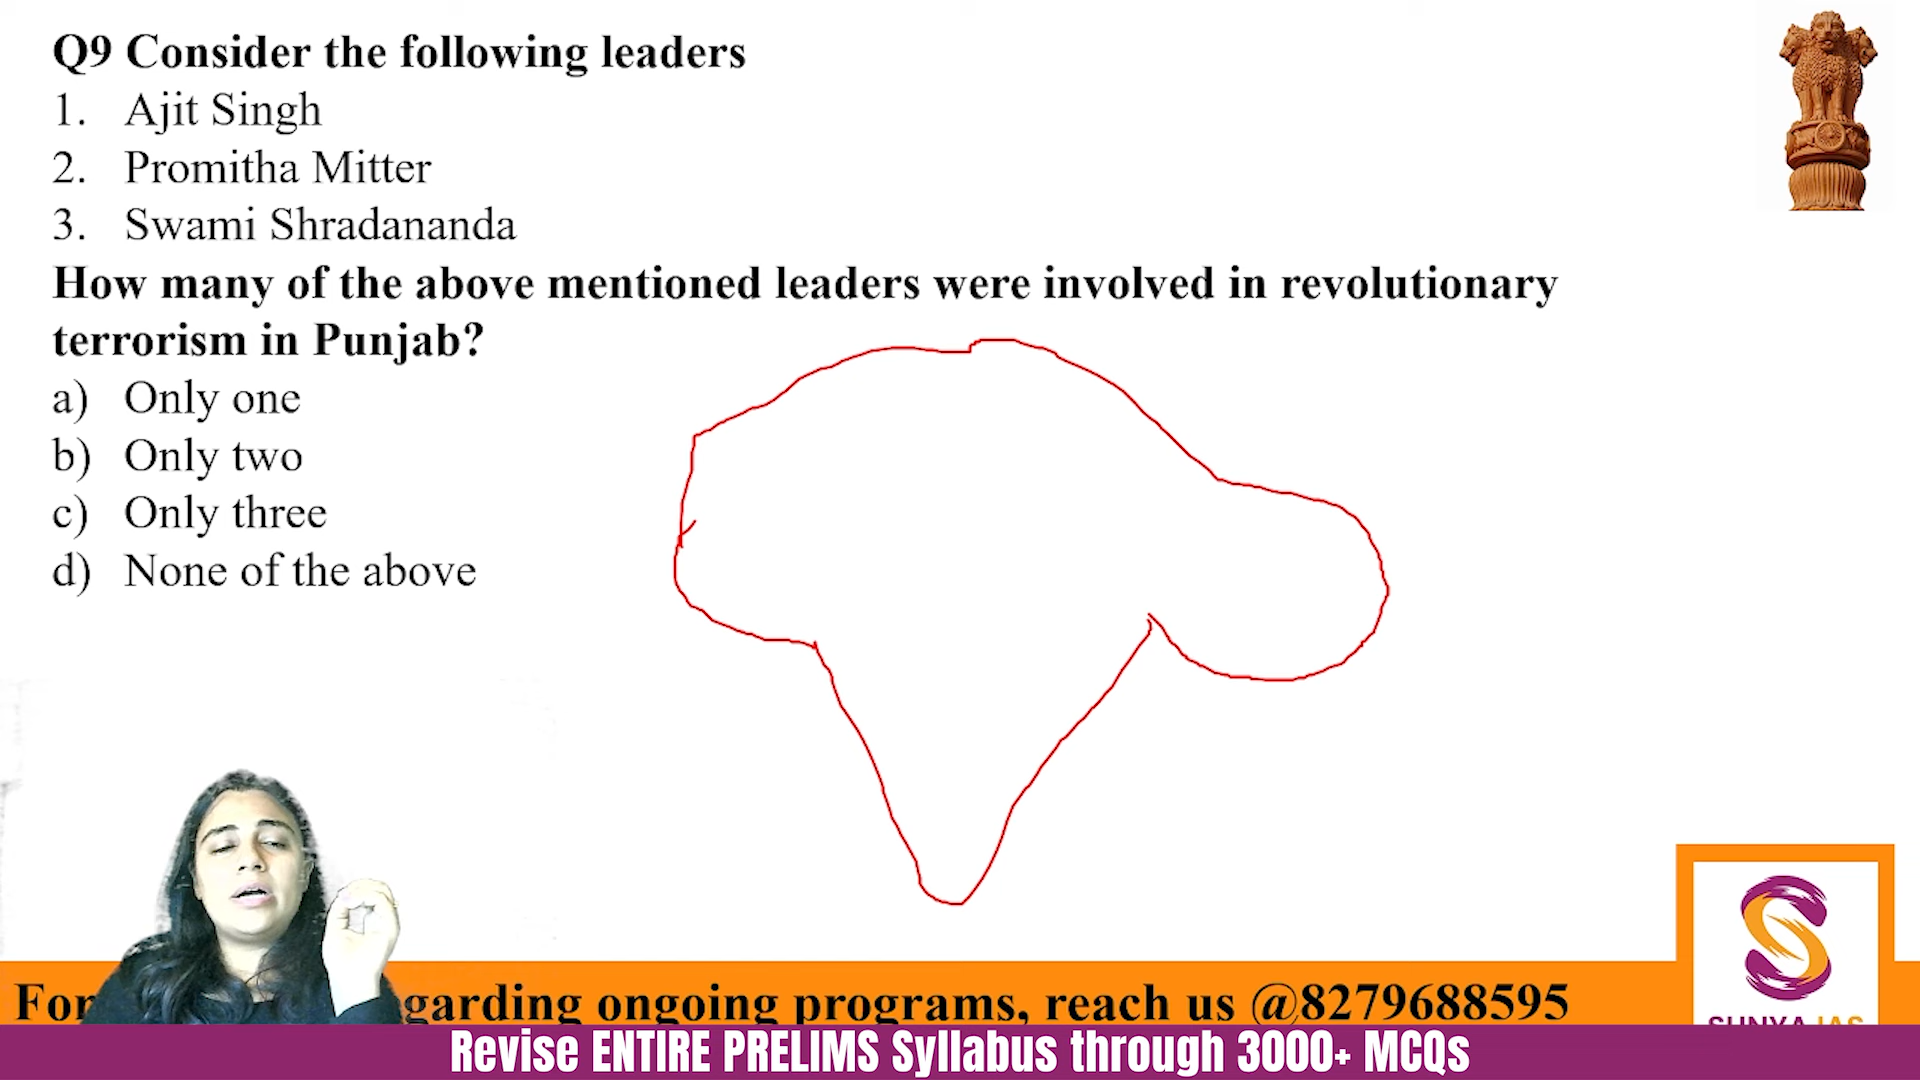 Q9 Consider the following leaders
1. Ajit Singh
2. Promitha Mitter
3. Swami Shradananda
How many of the above mentioned leaders were involved in revolutionary
terrorism in Punjab?
a) Only one
b) Only two
c) Only three
d) None of the above
For garding ongoing programs, reach us @8279688595
Revise ENTIRE PRELIMS Syllabus through 3000+ MCQs